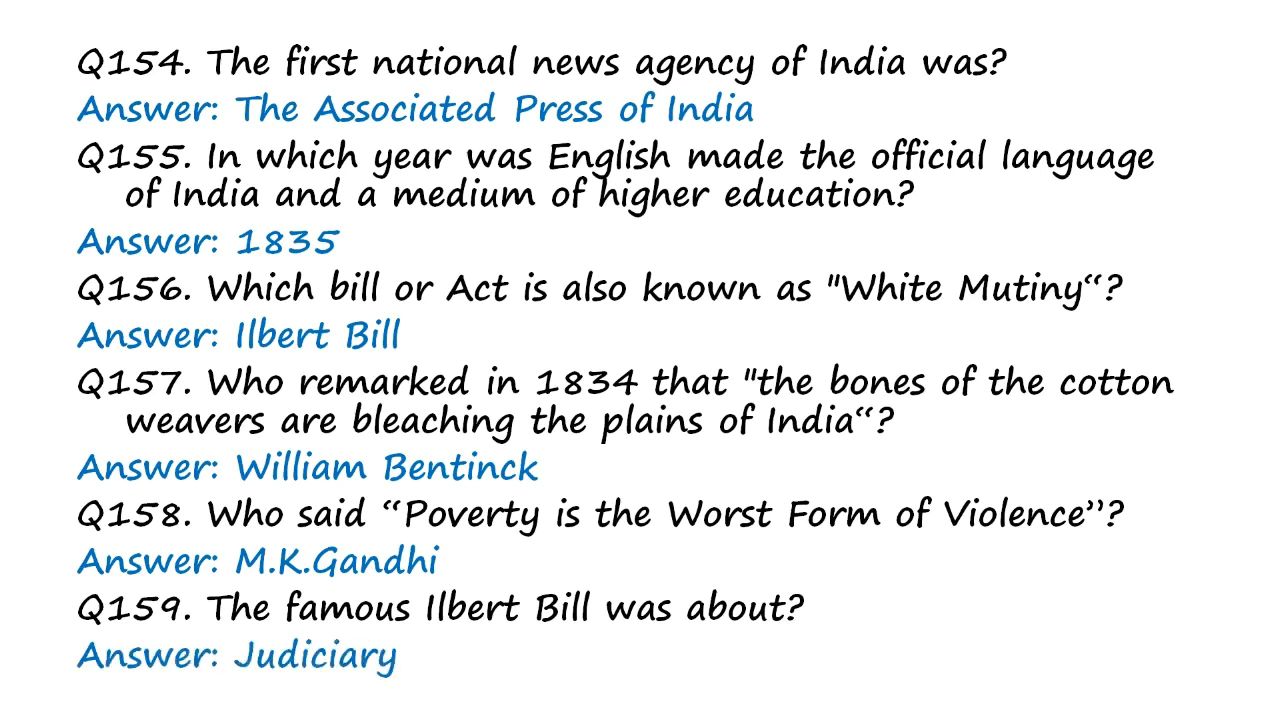 Q154. The first national news agency of India was?
Answer: The Associated Press of India
Q155. In which year was English made the official language
of India and a medium of higher education?
Answer: 1835
Q156. Which bill or Act is also known as "White Mutiny“?
Answer: Ilbert Bill
Q157. Who remarked in 1834 that "the bones of the cotton
weavers are bleaching the plains of India“?
Answer: William Bentinck
Q158. Who said “Poverty is the Worst Form of Violence”?
Answer: M.K.Gandhi
Q159. The famous Ilbert Bill was about?
Answer: Judiciary